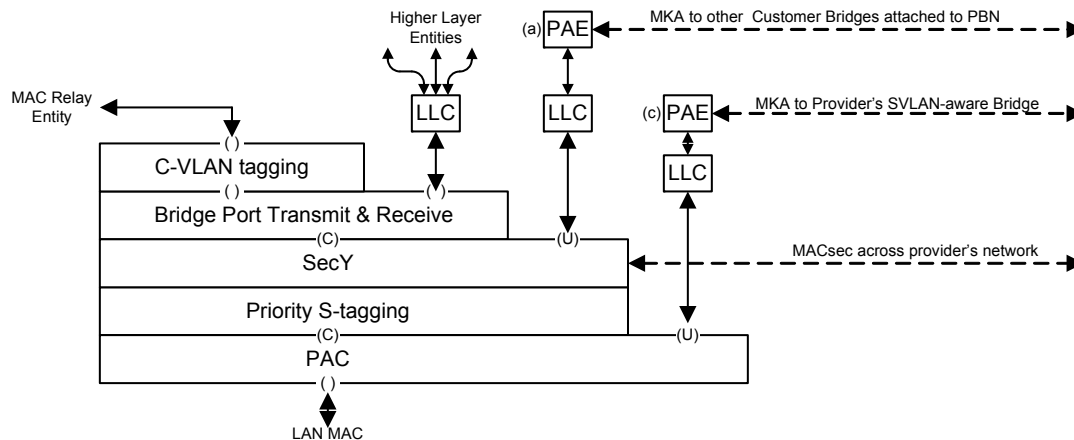 Higher Layer
Entities
(a) PAE
MKA to other Customer Bridges attached to PBN
MAC Relay
Entity
LLC
LLC
(c) PAE
MKA to Provider's SVLAN-aware Bridge
( )
C-VLAN tagging
LLC
( )
( )
Bridge Port Transmit & Receive
(C)
(U)
SecY
MACsec across provider's network
Priority S-tagging
(C)
(U)
PAC
( )
LAN MAC